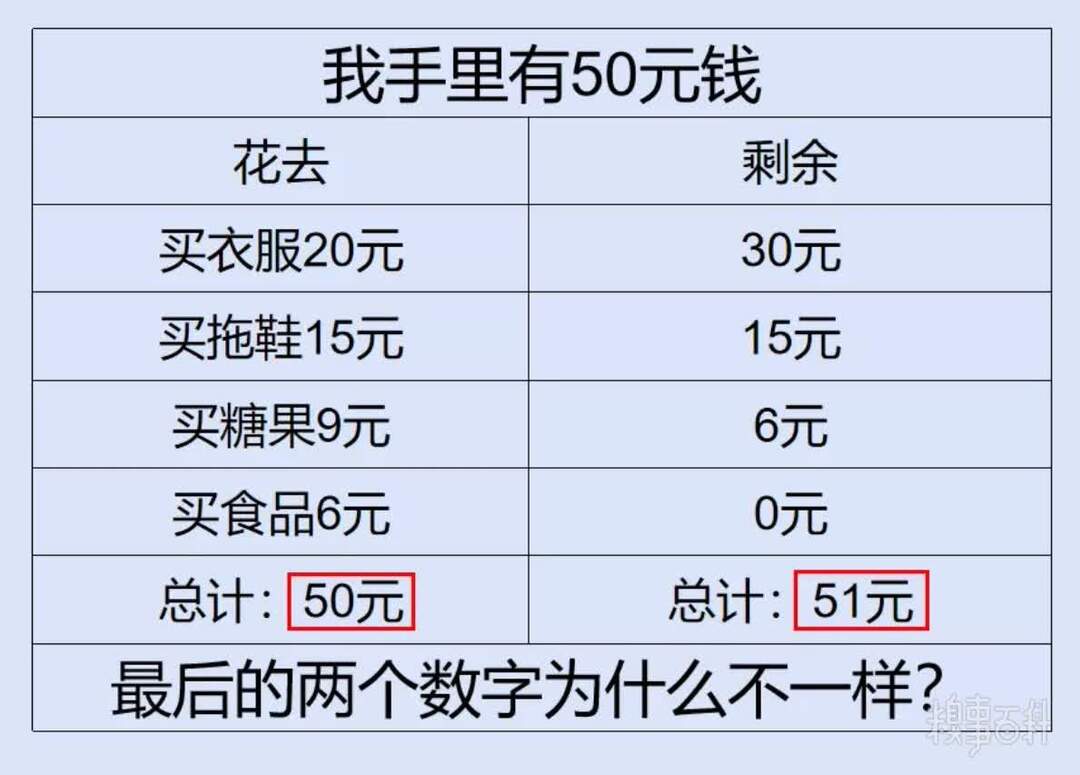 我手里有50元钱
花去 剩余
买衣服20元 30元
买拖鞋15元 15元
买糖果9元 6元
买食品6元 0元
总计：50元 总计：51元
最后的两个数字为什么不一样？
糗事百科